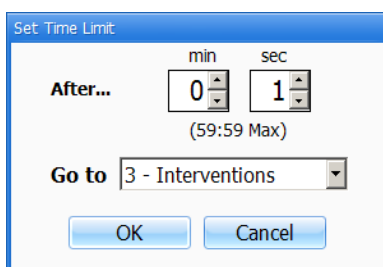 Set Time Limit
min sec
After... 0 1
(59:59 Max)
Go to 3 - Interventions
OK Cancel